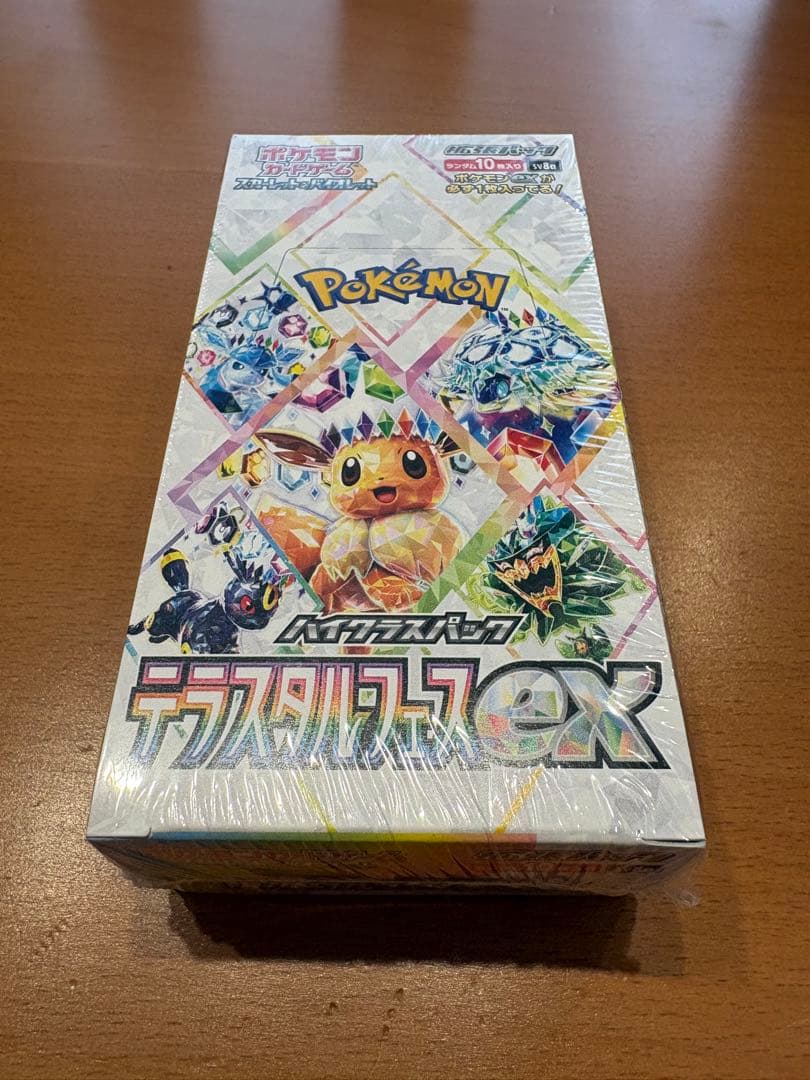 ポケモン
カードゲーム
スカーレット&バイオレット
拡張パック
ランダム10枚入り
sv8a
ポケモンexが
必ず1枚入ってる!
POKéMON
ハイクラスパック
テラスタル・フェスex